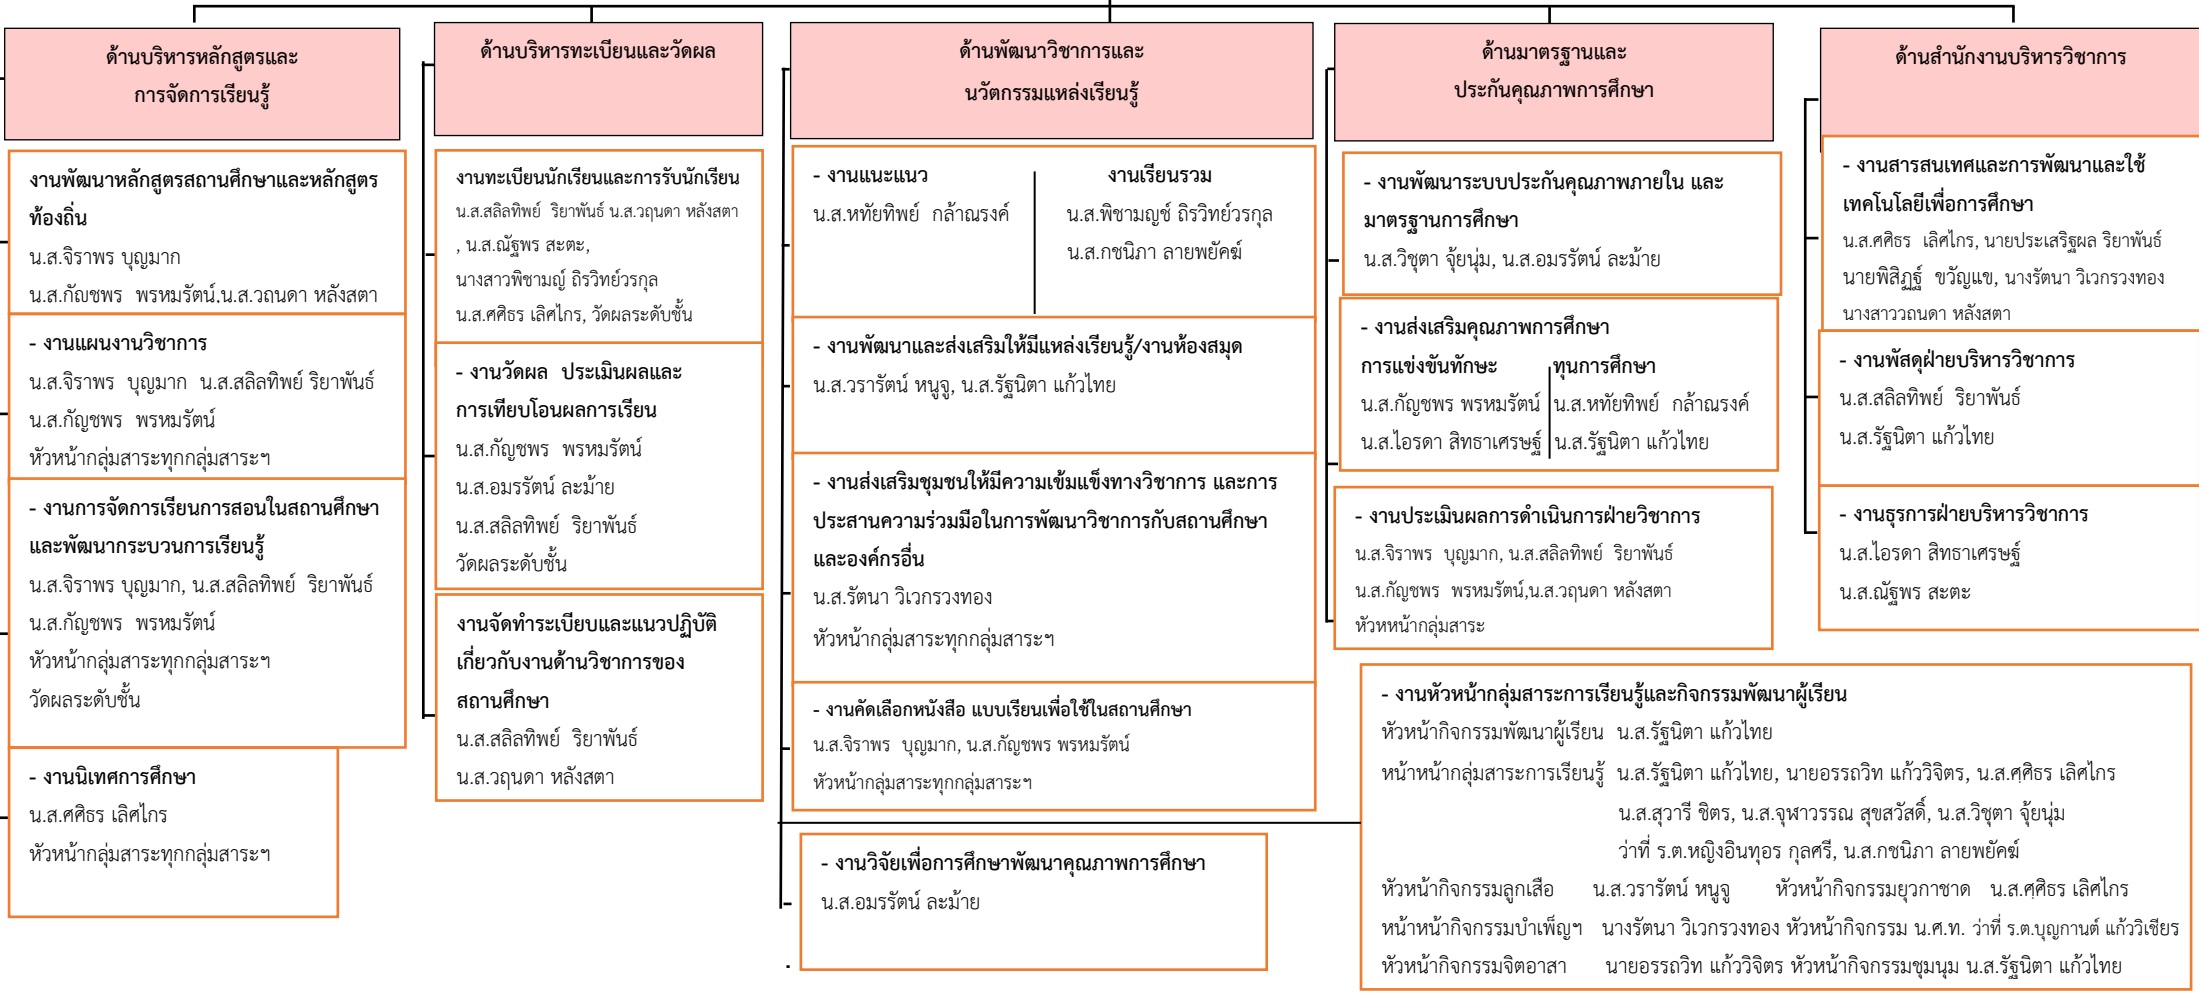 ด้านบริหารหลักสูตรและ
การจัดการเรียนรู้
งานพัฒนาหลักสูตรสถานศึกษาและหลักสูตร
ท้องถิ่น
น.ส.จิราพร บุญมาก
น.ส.กัญชพร  พรหมรัตน์,น.ส.วฤนดา หลังสตา
- งานแผนงานวิชาการ
น.ส.จิราพร  บุญมาก  น.ส.สลิลทิพย์ ริยาพันธ์
น.ส.กัญชพร  พรหมรัตน์
หัวหน้ากลุ่มสาระทุกกลุ่มสาระฯ
- งานการจัดการเรียนการสอนในสถานศึกษา
และพัฒนากระบวนการเรียนรู้
น.ส.จิราพร บุญมาก, น.ส.สลิลทิพย์  ริยาพันธ์
น.ส.กัญชพร  พรหมรัตน์
หัวหน้ากลุ่มสาระทุกกลุ่มสาระฯ
วัดผลระดับชั้น
- งานนิเทศการศึกษา
น.ส.ศศิธร เลิศไกร
หัวหน้ากลุ่มสาระทุกกลุ่มสาระฯ
ด้านบริหารทะเบียนและวัดผล
งานทะเบียนนักเรียนและการรับนักเรียน
น.ส.สลิลทิพย์  ริยาพันธ์ น.ส.วฤนดา หลังสตา
, น.ส.ณัฐพร สะตะ,
นางสาวพิชามญ์ ถิรวิทย์วรกุล
น.ส.ศศิธร เลิศไกร, วัดผลระดับชั้น
- งานวัดผล  ประเมินผลและ
การเทียบโอนผลการเรียน
น.ส.กัญชพร  พรหมรัตน์
น.ส.อมรรัตน์ ละม้าย
น.ส.สลิลทิพย์  ริยาพันธ์
วัดผลระดับชั้น
งานจัดทำระเบียบและแนวปฏิบัติ
เกี่ยวกับงานด้านวิชาการของ
สถานศึกษา
น.ส.สลิลทิพย์  ริยาพันธ์
น.ส.วฤนดา หลังสตา
ด้านพัฒนาวิชาการและ
นวัตกรรมแหล่งเรียนรู้
- งานแนะแนว
น.ส.หทัยทิพย์  กล้าณรงค์
งานเรียนรวม
น.ส.พิชามญช์ ถิรวิทย์วรกุล
น.ส.กชนิภา ลายพยัคฆ์
- งานพัฒนาและส่งเสริมให้มีแหล่งเรียนรู้/งานห้องสมุด
น.ส.วรารัตน์ หนูจู, น.ส.รัฐนิตา แก้วไทย
- งานส่งเสริมชุมชนให้มีความเข้มแข็งทางวิชาการ และการ
ประสานความร่วมมือในการพัฒนาวิชาการกับสถานศึกษา
และองค์กรอื่น
น.ส.รัตนา วิเวกรวงทอง
หัวหน้ากลุ่มสาระทุกกลุ่มสาระฯ
- งานคัดเลือกหนังสือ แบบเรียนเพื่อใช้ในสถานศึกษา
น.ส.จิราพร  บุญมาก, น.ส.กัญชพร พรหมรัตน์
หัวหน้ากลุ่มสาระทุกกลุ่มสาระฯ
- งานวิจัยเพื่อการศึกษาพัฒนาคุณภาพการศึกษา
น.ส.อมรรัตน์ ละม้าย
ด้านมาตรฐานและ
ประกันคุณภาพการศึกษา
- งานพัฒนาระบบประกันคุณภาพภายใน และ
มาตรฐานการศึกษา
น.ส.วิชุตา จุ้ยนุ่ม, น.ส.อมรรัตน์ ละม้าย
- งานส่งเสริมคุณภาพการศึกษา
การแข่งขันทักษะ
น.ส.กัญชพร พรหมรัตน์
น.ส.ไอรดา สิทธาเศรษฐ์
ทุนการศึกษา
น.ส.หทัยทิพย์  กล้าณรงค์
น.ส.รัฐนิตา แก้วไทย
- งานประเมินผลการดำเนินการฝ่ายวิชาการ
น.ส.จิราพร  บุญมาก, น.ส.สลิลทิพย์  ริยาพันธ์
น.ส.กัญชพร  พรหมรัตน์,น.ส.วฤนดา หลังสตา
หัวหหน้ากลุ่มสาระ
ด้านสำนักงานบริหารวิชาการ
- งานสารสนเทศและการพัฒนาและใช้
เทคโนโลยีเพื่อการศึกษา
น.ส.ศศิธร  เลิศไกร, นายประเสริฐผล ริยาพันธ์
นายพิสิฏฐ์  ขวัญแข, นางรัตนา วิเวกรวงทอง
นางสาววฤนดา หลังสตา
- งานพัสดุฝ่ายบริหารวิชาการ
น.ส.สลิลทิพย์  ริยาพันธ์
น.ส.รัฐนิตา แก้วไทย
- งานธุรการฝ่ายบริหารวิชาการ
น.ส.ไอรดา สิทธาเศรษฐ์
น.ส.ณัฐพร สะตะ
- งานหัวหน้ากลุ่มสาระการเรียนรู้และกิจกรรมพัฒนาผู้เรียน
หัวหน้ากิจกรรมพัฒนาผู้เรียน  น.ส.รัฐนิตา แก้วไทย
หน้าหน้ากลุ่มสาระการเรียนรู้  น.ส.รัฐนิตา แก้วไทย, นายอรรถวิท แก้ววิจิตร, น.ส.ศศิธร เลิศไกร
น.ส.สุวารี ชิตร, น.ส.จุฬาวรรณ สุขสวัสดิ์, น.ส.วิชุตา จุ้ยนุ่ม
ว่าที่ ร.ต.หญิงอินทุอร กุลศรี, น.ส.กชนิภา ลายพยัคฆ์
หัวหน้ากิจกรรมลูกเสือ  น.ส.วรารัตน์ หนูจู  หัวหน้ากิจกรรมยุวกาชาด  น.ส.ศศิธร เลิศไกร
หน้าหน้ากิจกรรมบำเพ็ญฯ  นางรัตนา วิเวกรวงทอง หัวหน้ากิจกรรม น.ศ.ท. ว่าที่ ร.ต.บุญกานต์ แก้ววิเชียร
หัวหน้ากิจกรรมจิตอาสา  นายอรรถวิท แก้ววิจิตร หัวหน้ากิจกรรมชุมนุม น.ส.รัฐนิตา แก้วไทย